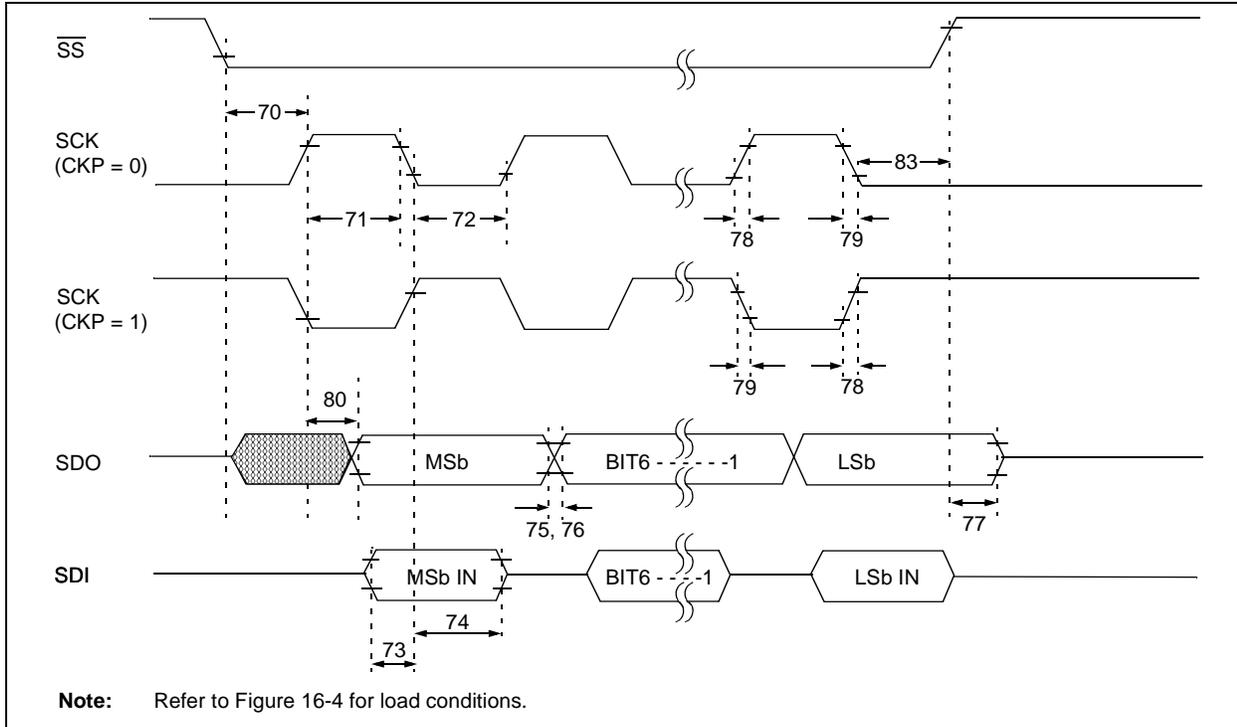 SS
70
SCK
(CKP = 0)
83
71
72
78
79
SCK
(CKP = 1)
79
78
80
SDO
MSb
BIT6 - - - - - -1
LSb
75, 76
77
SDI
MSb IN
BIT6 - - - -1
LSb IN
74
73
Note: Refer to Figure 16-4 for load conditions.